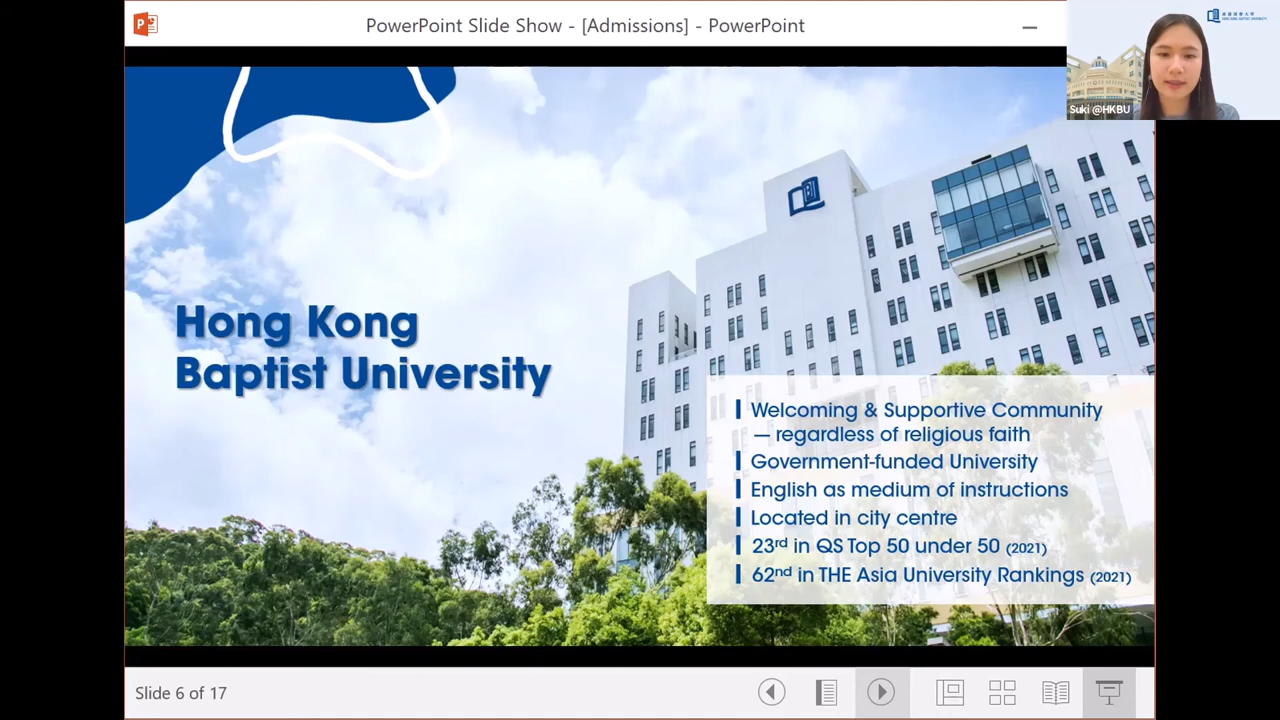 PowerPoint Slide Show - [Admissions] - PowerPoint
Suki @HKBU
Hong Kong
Baptist University
Welcoming & Supportive Community
— regardless of religious faith
Government-funded University
English as medium of instructions
Located in city centre
23rd in QS Top 50 under 50 (2021)
62nd in THE Asia University Rankings (2021)
Slide 6 of 17